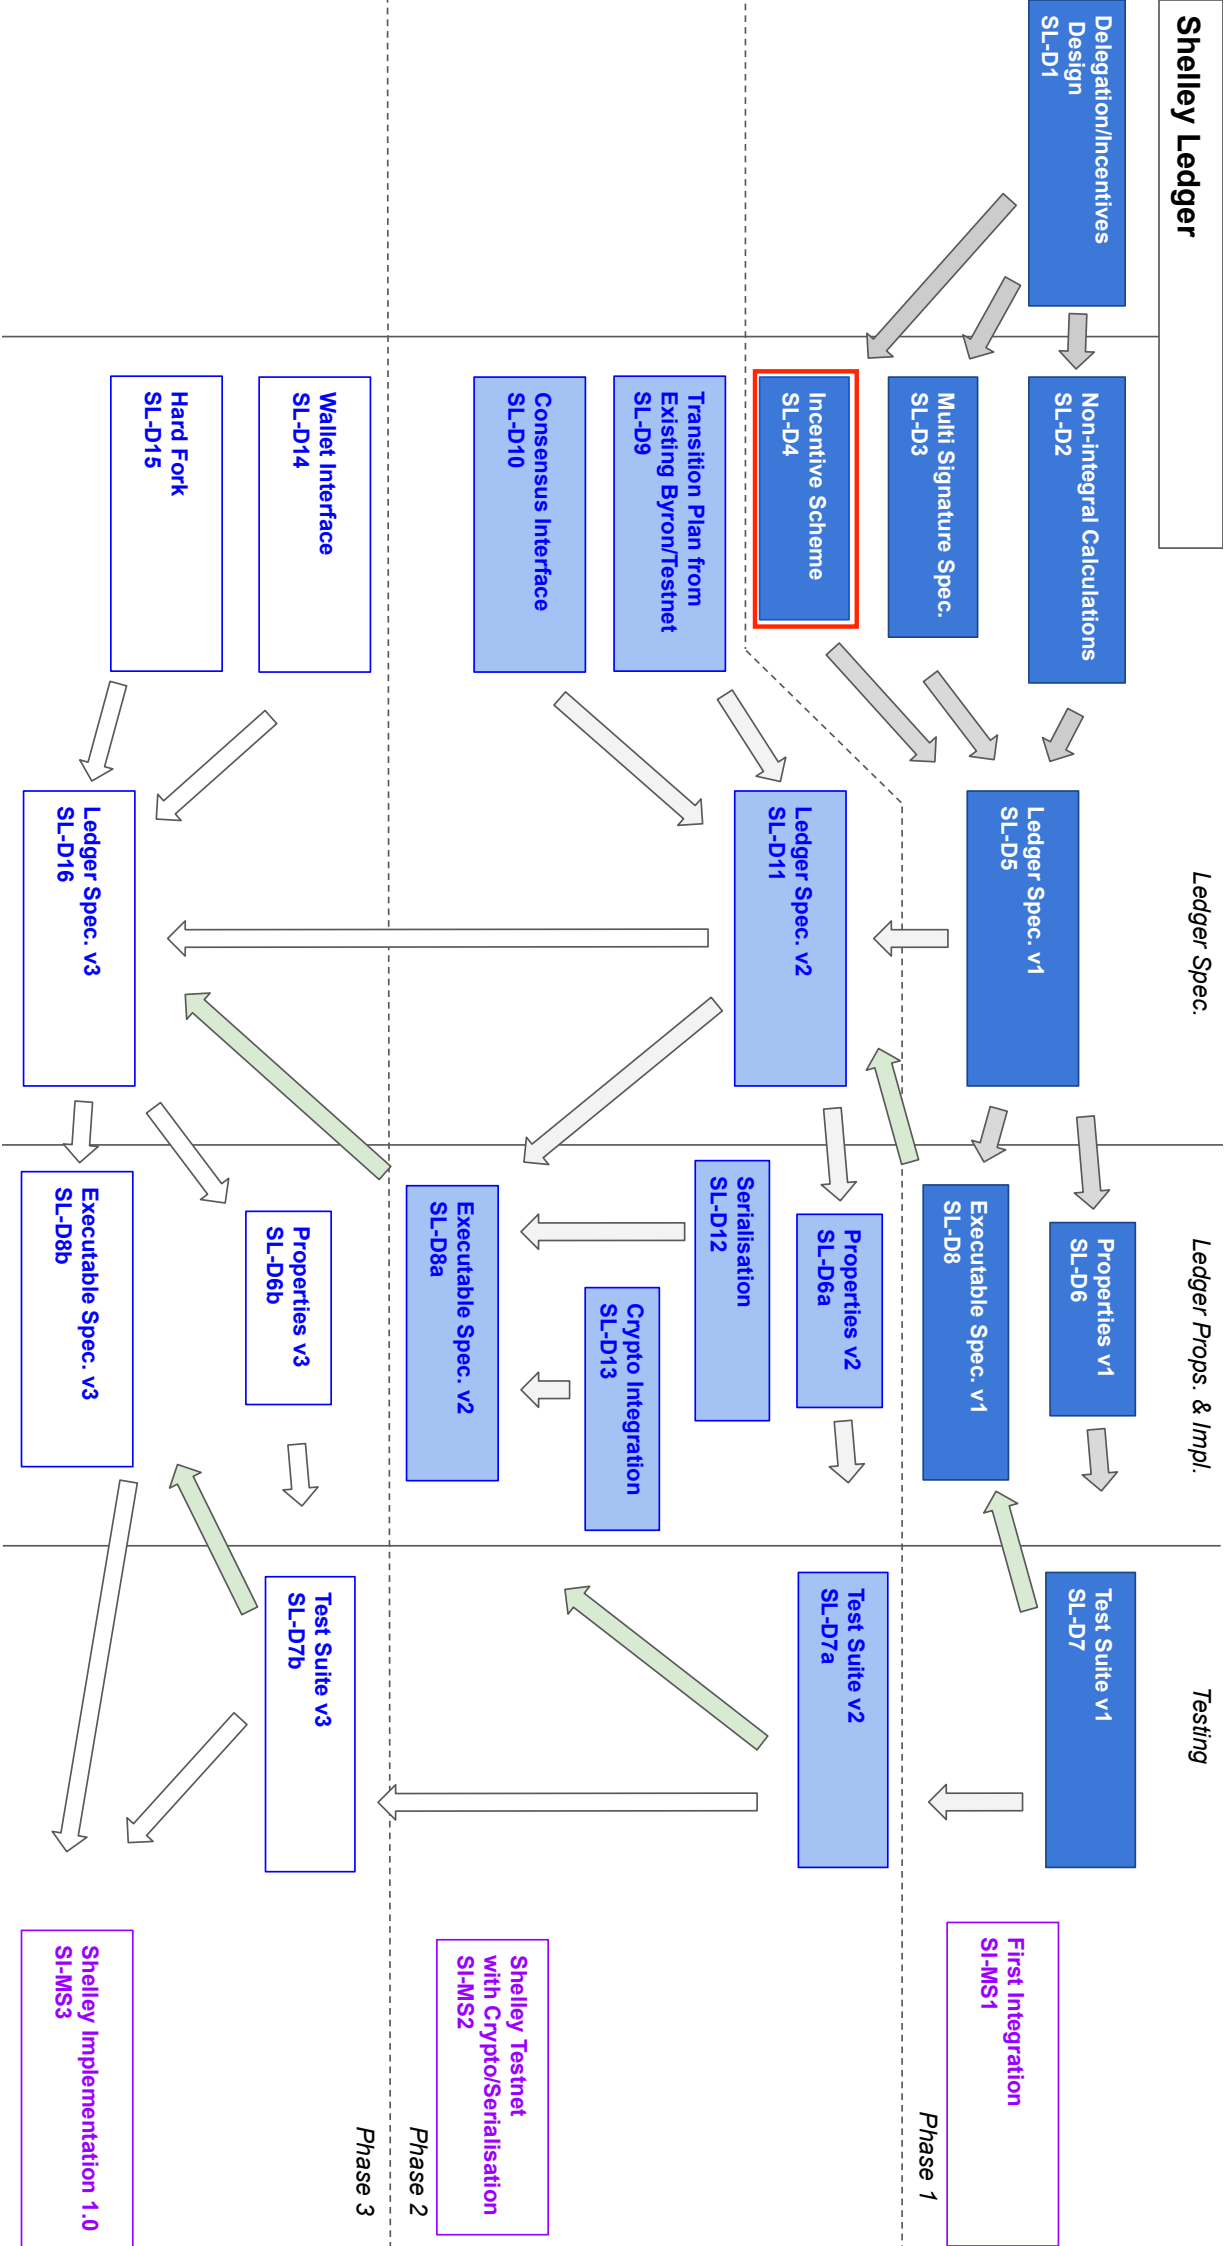 Shelley Ledger
Ledger Spec.
Ledger Props. & Impl.
Testing
Delegation/Incentives
Design
SL-D1
Non-integral Calculations
SL-D2
Multi Signature Spec.
SL-D3
Incentive Scheme
SL-D4
Ledger Spec. v1
SL-D5
Properties v1
SL-D6
Executable Spec. v1
SL-D8
Test Suite v1
SL-D7
First Integration
SI-MS1
Phase 1
Transition Plan from
Existing Byron/Testnet
SL-D9
Consensus Interface
SL-D10
Ledger Spec. v2
SL-D11
Properties v2
SL-D6a
Serialisation
SL-D12
Crypto Integration
SL-D13
Executable Spec. v2
SL-D8a
Test Suite v2
SL-D7a
Shelley Testnet
with Crypto/Serialisation
SI-MS2
Phase 2
Phase 3
Wallet Interface
SL-D14
Hard Fork
SL-D15
Ledger Spec. v3
SL-D16
Properties v3
SL-D6b
Executable Spec. v3
SL-D8b
Test Suite v3
SL-D7b
Shelley Implementation 1.0
SI-MS3